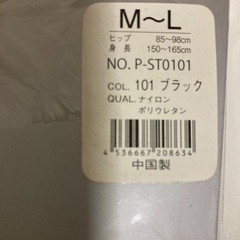 M～L
ヒップ 85～98cm
身長 150～165cm
NO. P-ST0101
COL. 101 ブラック
QUAL. ナイロン
ポリウレタン
4 536667 208634
中国製